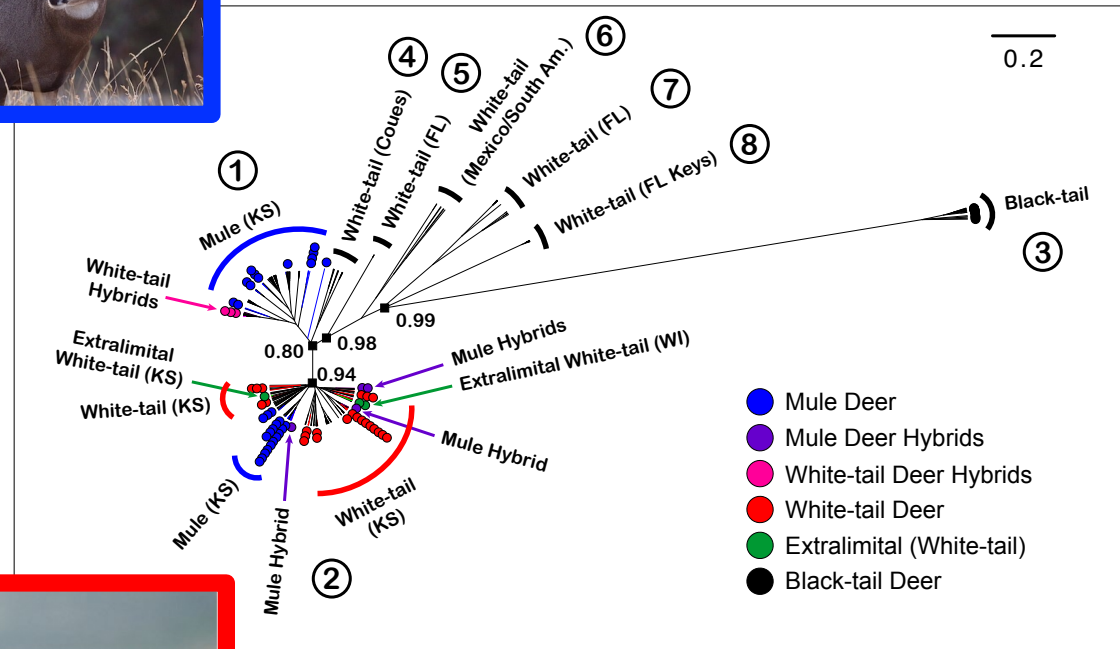 0.2
④
⑤
⑥
⑦
⑧
①
③
②
White-tail (Coues)
White-tail (FL)
White-tail
(Mexico/South Am.)
White-tail (FL)
White-tail (FL Keys)
Black-tail
Mule (KS)
White-tail
Hybrids
0.99
0.98
0.80
0.94
Extralimital
White-tail (KS)
White-tail (KS)
Mule Hybrids
Extralimital White-tail (WI)
Mule Hybrid
White-tail
(KS)
Mule (KS)
Mule Hybrid
Mule Deer
Mule Deer Hybrids
White-tail Deer Hybrids
White-tail Deer
Extralimital (White-tail)
Black-tail Deer